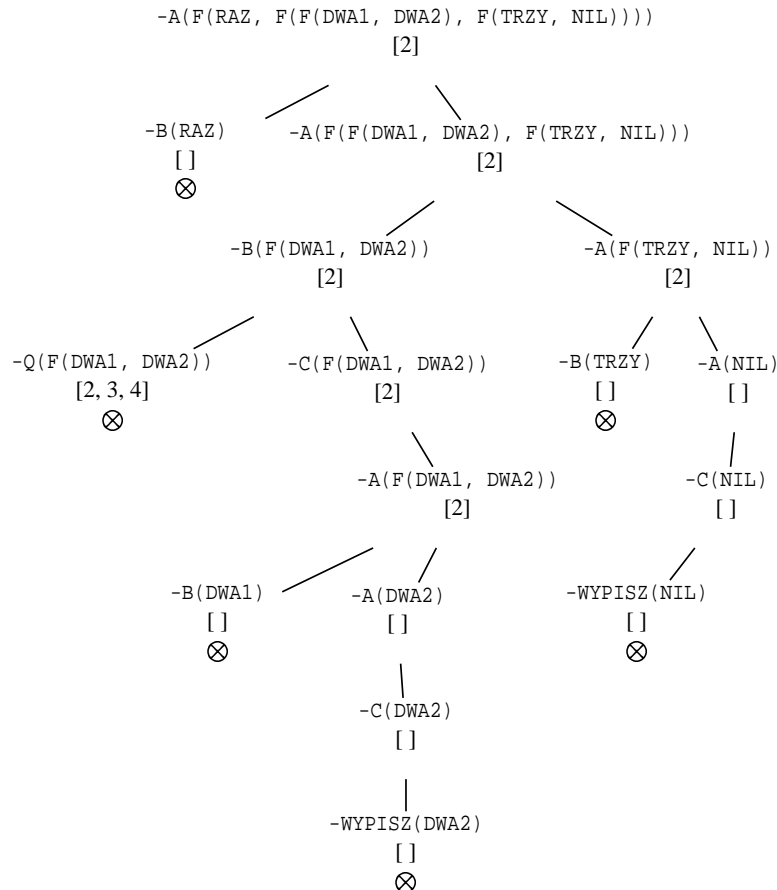 -A(F(RAZ, F(F(DWA1, DWA2), F(TRZY, NIL))))
[2]
-B(RAZ) -A(F(F(DWA1, DWA2), F(TRZY, NIL)))
[ ] [2]
⊗
-B(F(DWA1, DWA2)) -A(F(TRZY, NIL))
[2] [2]
-Q(F(DWA1, DWA2)) -C(F(DWA1, DWA2)) -B(TRZY) -A(NIL)
[2, 3, 4] [2] [ ] [ ]
⊗ ⊗
-A(F(DWA1, DWA2)) -C(NIL)
[2] [ ]
-B(DWA1) -A(DWA2) -WYPISZ(NIL)
[ ] [ ] [ ]
⊗ ⊗
-C(DWA2)
[ ]
-WYPISZ(DWA2)
[ ]
⊗